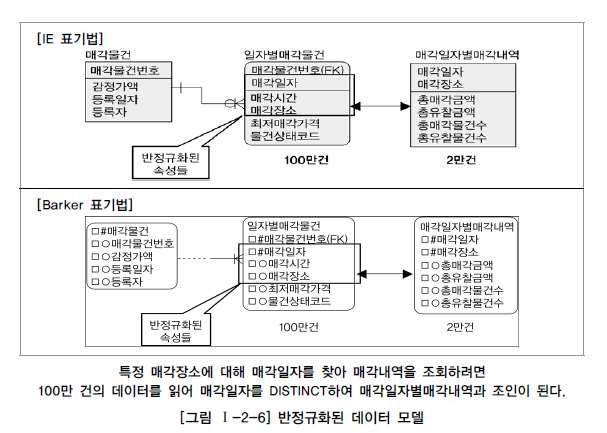 [IE 표기법]
매각물건
매각물건번호
감정가액
등록일자
등록자
일자별매각물건
매각물건번호(FK)
매각일자
매각시간
매각장소
최저매각가격
물건상태코드
매각일자별매각내역
매각일자
매각장소
총매각금액
총유찰금액
총매각물건수
총유찰물건수
반정규화된
속성들
100만건
2만건
[Barker 표기법]
□#매각물건
□○매각물건번호
□○감정가액
□○등록일자
□○등록자
일자별매각물건
□#매각물건번호(FK)
□#매각일자
□○매각시간
□○매각장소
□○최저매각가격
□○물건상태코드
매각일자별매각내역
□#매각일자
□#매각장소
□○총매각금액
□○총유찰금액
□○총매각물건수
□○총유찰물건수
반정규화된
속성들
100만건
2만건
특정 매각장소에 대해 매각일자를 찾아 매각내역을 조회하려면
100만 건의 데이터를 읽어 매각일자를 DISTINCT하여 매각일자별매각내역과 조인이 된다.
[그림 Ⅰ-2-6] 반정규화된 데이터 모델